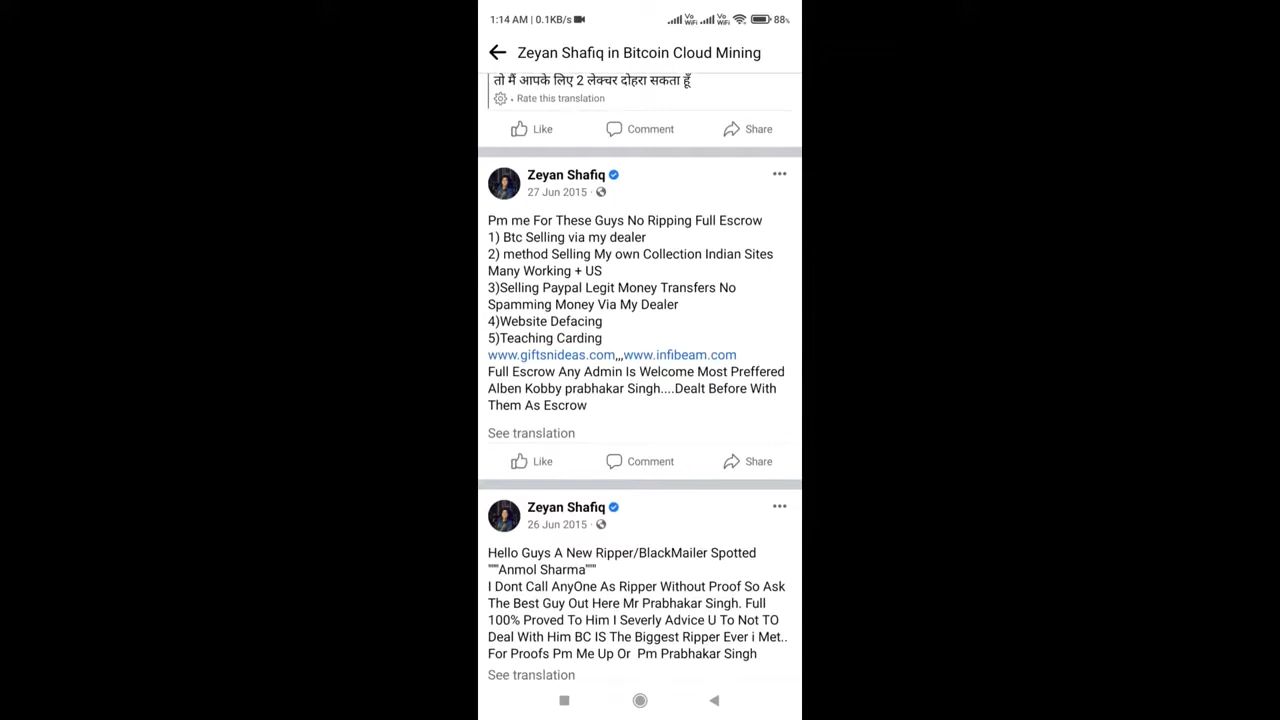 1:14 AM | 0.1KB/s
Vo WiFi Vo WiFi 88%
Zeyan Shafiq in Bitcoin Cloud Mining
तो मैं आपके लिए 2 लेक्चर दोहरा सकता हूँ
Rate this translation
Like Comment Share
Zeyan Shafiq
27 Jun 2015
Pm me For These Guys No Ripping Full Escrow
1) Btc Selling via my dealer
2) method Selling My own Collection Indian Sites
Many Working + US
3)Selling Paypal Legit Money Transfers No
Spamming Money Via My Dealer
4)Website Defacing
5)Teaching Carding
www.giftsnideas.com,,,www.infibeam.com
Full Escrow Any Admin Is Welcome Most Preffered
Alben Kobby prabhakar Singh....Dealt Before With
Them As Escrow
See translation
Like Comment Share
Zeyan Shafiq
26 Jun 2015
Hello Guys A New Ripper/BlackMailer Spotted
"""Anmol Sharma"""
I Dont Call AnyOne As Ripper Without Proof So Ask
The Best Guy Out Here Mr Prabhakar Singh. Full
100% Proved To Him I Severly Advice U To Not TO
Deal With Him BC IS The Biggest Ripper Ever i Met..
For Proofs Pm Me Up Or Pm Prabhakar Singh
See translation